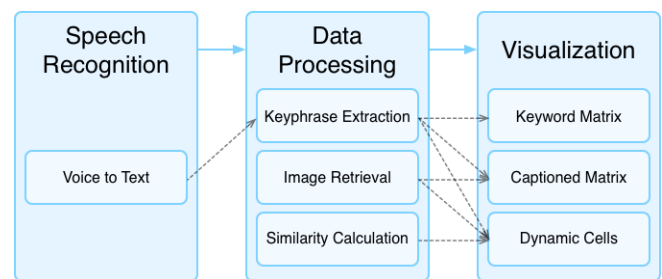 Speech
Recognition
Voice to Text
Data
Processing
Keyphrase Extraction
Image Retrieval
Similarity Calculation
Visualization
Keyword Matrix
Captioned Matrix
Dynamic Cells